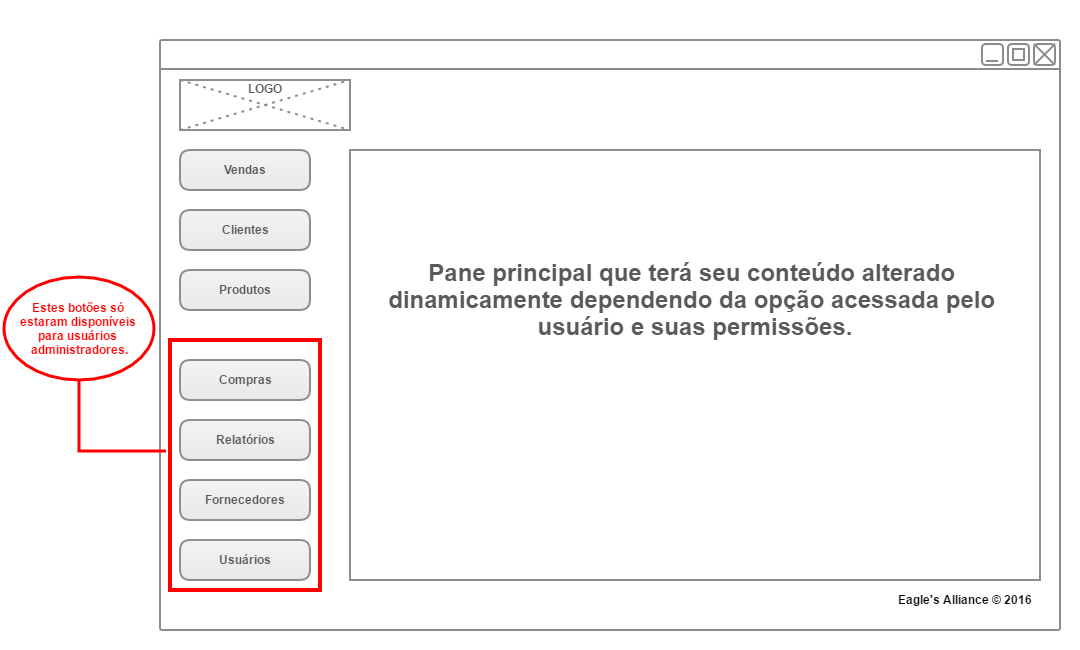 LOGO
Vendas
Clientes
Produtos
Estes botões só
estaram disponíveis
para usuários
administradores.
Compras
Relatórios
Fornecedores
Usuários
Pane principal que terá seu conteúdo alterado
dinamicamente dependendo da opção acessada pelo
usuário e suas permissões.
Eagle's Alliance © 2016